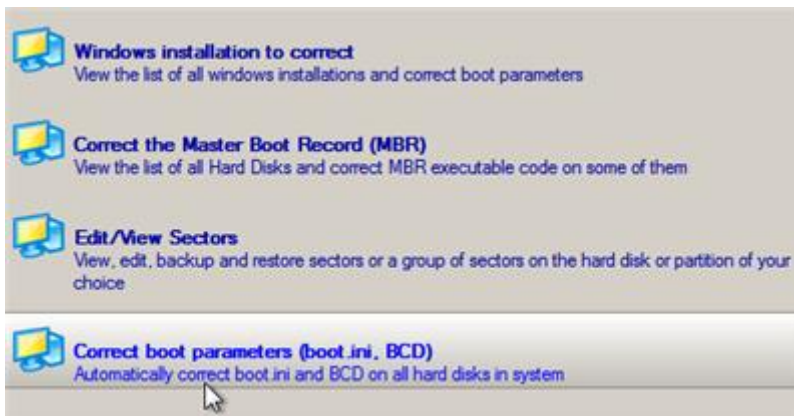 Windows installation to correct
View the list of all windows installations and correct boot parameters
Correct the Master Boot Record (MBR)
View the list of all Hard Disks and correct MBR executable code on some of them
Edit/View Sectors
View, edit, backup and restore sectors or a group of sectors on the hard disk or partition of your
choice
Correct boot parameters (boot.ini, BCD)
Automatically correct boot.ini and BCD on all hard disks in system